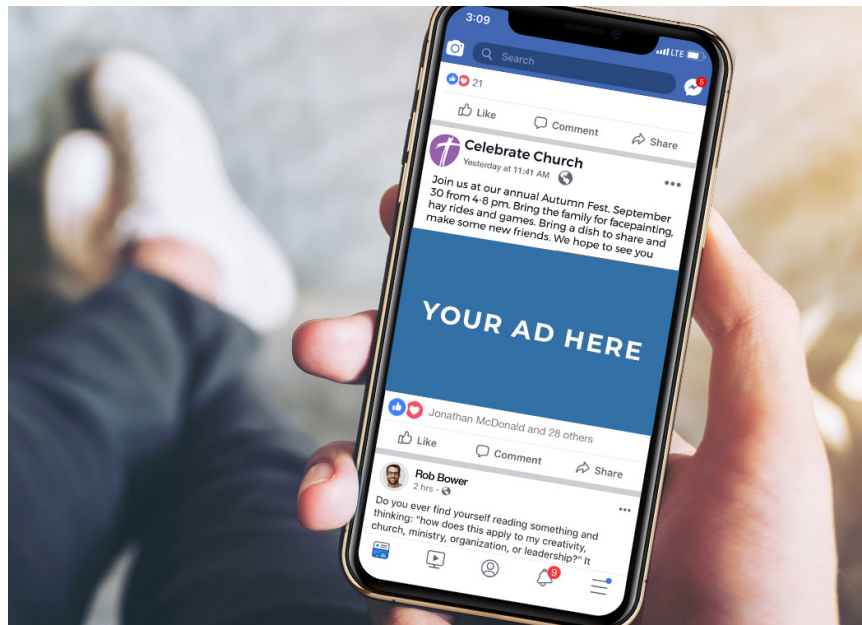 3:09
LTE
Search
5
21
Like
Comment
Share
Celebrate Church
Yesterday at 11:41 AM
Join us at our annual Autumn Fest, September
30 from 4-8 pm. Bring the family for facepainting,
hay rides and games. Bring a dish to share and
make some new friends. We hope to see you
YOUR AD HERE
Jonathan McDonald and 28 others
Like
Comment
Share
Rob Bower
2 hrs
Do you ever find yourself reading something and
thinking: "how does this apply to my creativity,
church, ministry, organization, or leadership?" It
9